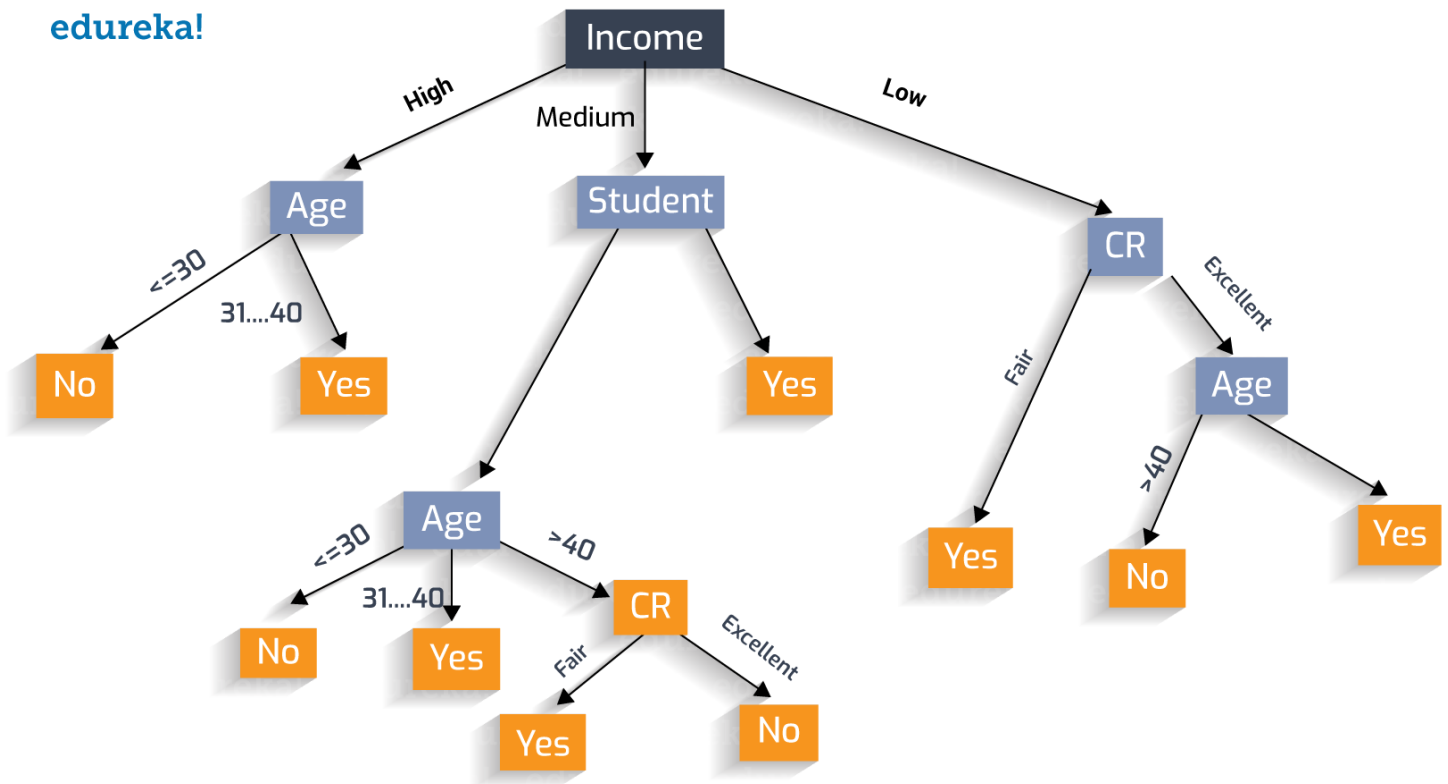 edureka!
Income
High
Medium
Low
Age
Student
CR
<=30
31....40
Fair
Excellent
No
Yes
Yes
Age
Age
<=30
31....40
>40
>40
Yes
No
Yes
No
Yes
CR
Fair
Excellent
Yes
No